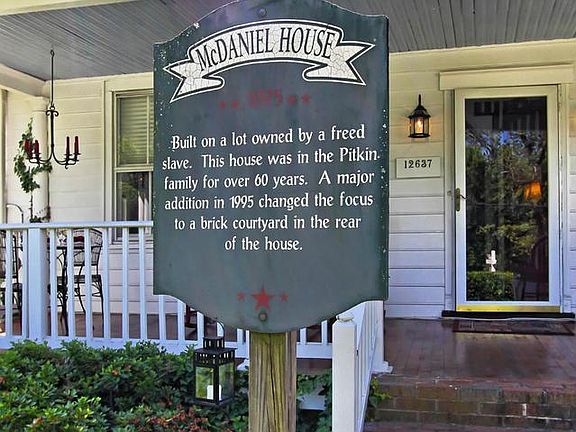 McDANIEL HOUSE
Built on a lot owned by a freed
slave. This house was in the Pitkin
family for over 60 years. A major
addition in 1995 changed the focus
to a brick courtyard in the rear
of the house.
12637